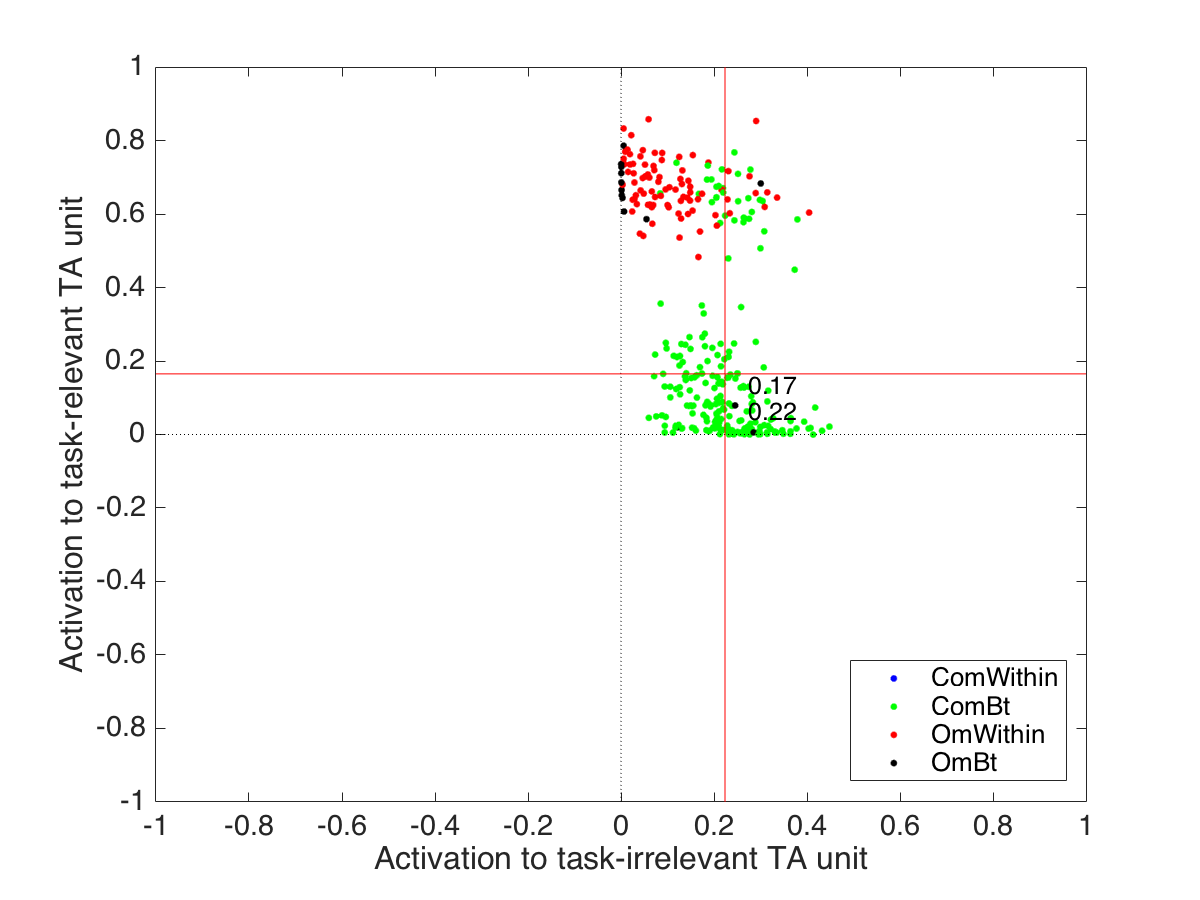 1
0.8
0.6
0.4
0.2
0
-0.2
-0.4
-0.6
-0.8
-1
Activation to task-relevant TA unit
0.17
0.22
ComWithin
ComBt
OmWithin
OmBt
-1 -0.8 -0.6 -0.4 -0.2 0 0.2 0.4 0.6 0.8 1
Activation to task-irrelevant TA unit